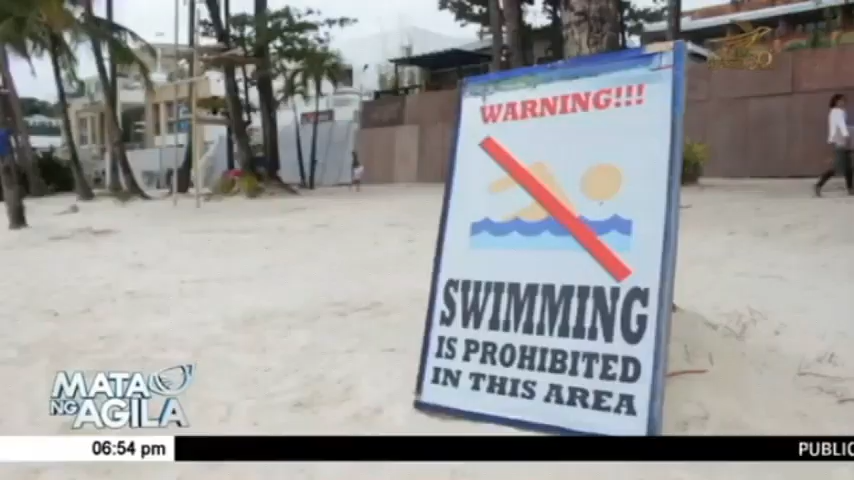 WARNING!!!
SWIMMING
IS PROHIBITED
IN THIS AREA
MATA
NG AGILA
06:54 pm
PUBLIC